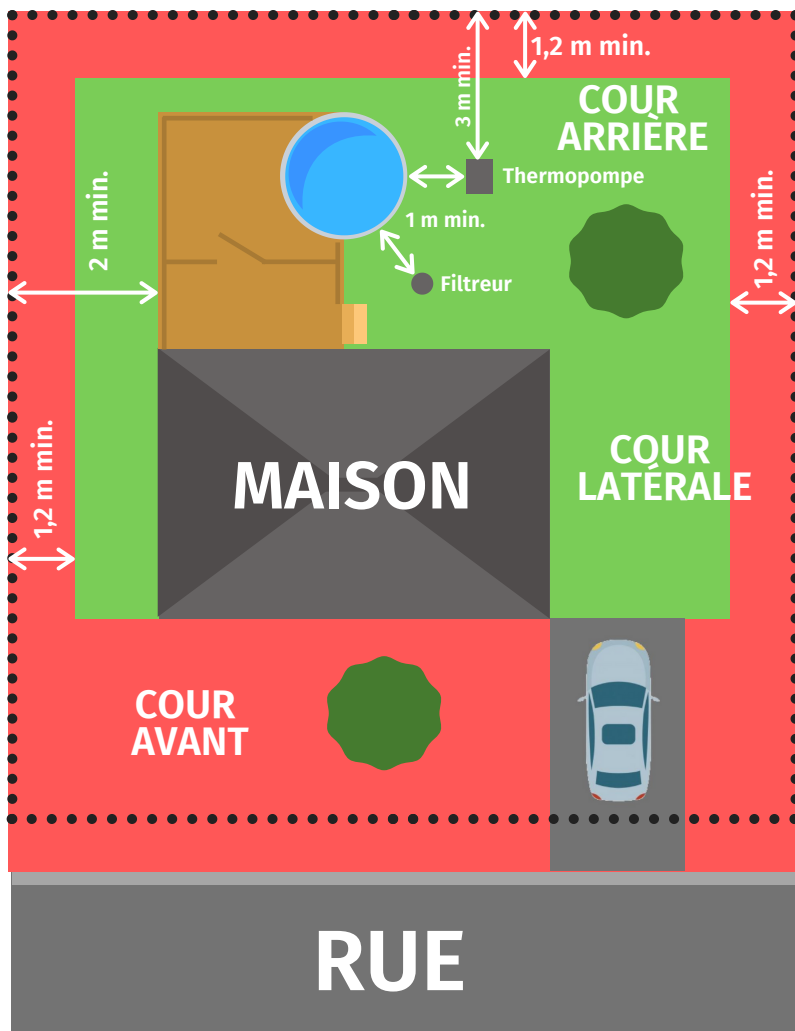 1,2 m min.
3 m min.
COUR
ARRIÈRE
Thermopompe
2 m min.
1,2 m min.
1 m min.
Filtreur
1,2 m min.
COUR
LATÉRALE
MAISON
COUR
AVANT
RUE